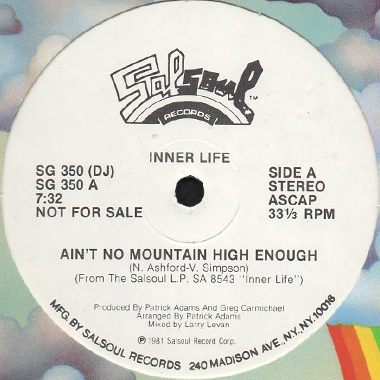 Salsoul
TM
RECORDS
INNER LIFE
SG 350 (DJ)
SG 350 A
7:32
NOT FOR SALE
SIDE A
STEREO
ASCAP
33⅓ RPM
AIN'T NO MOUNTAIN HIGH ENOUGH
(N. Ashford-V. Simpson)
(From The Salsoul L.P. SA 8543 "Inner Life")
Produced By Patrick Adams And Greg Carmichael
Arranged By Patrick Adams
Mixed by Larry Levan
Ⓟ 1981 Salsoul Record Corp.
MFG. BY SALSOUL RECORDS 240 MADISON AVE., N.Y. N.Y. 10016